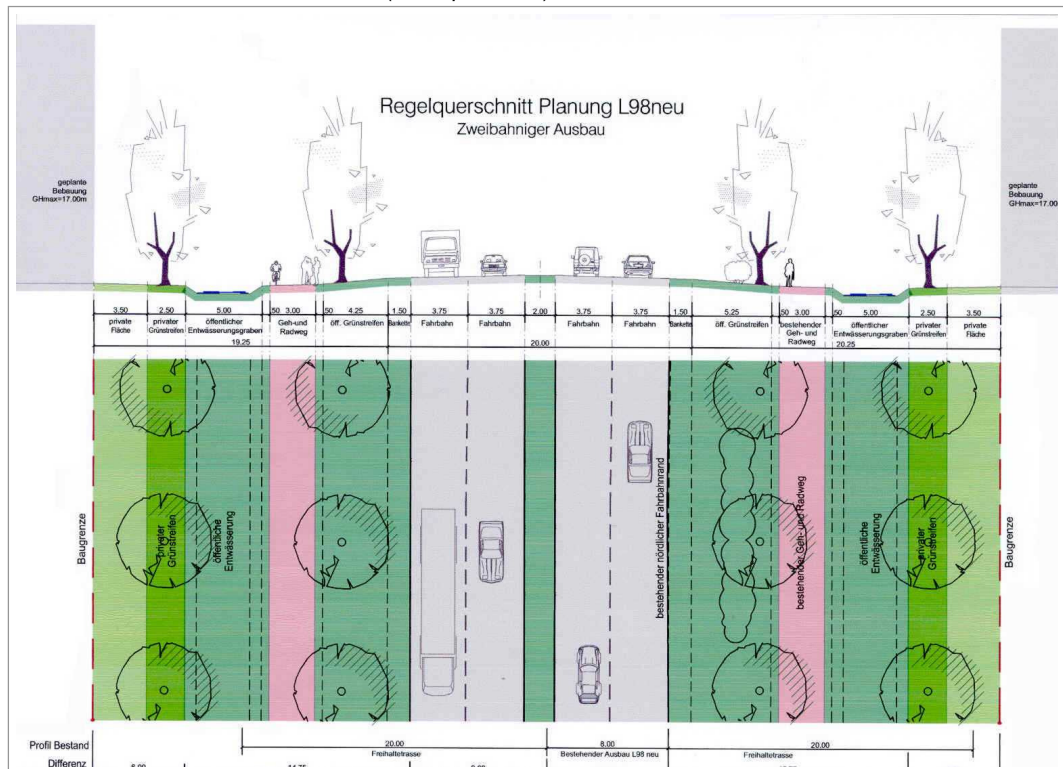 Regelquerschnitt Planung L98neu
Zweibahniger Ausbau
geplante
Bebauung
GHmax=17.00m
geplante
Bebauung
GHmax=17.00
3.50 2.50 5.00 .50 3.00 .50 4.25 1.50 3.75 3.75 2.00 3.75 3.75 1.50 5.25 .50 3.00 .50 5.00 2.50 3.50
private
Fläche
privater
Grünstreifen
öffentlicher
Entwässerungsgraben
Geh-und
Radweg
öff. Grünstreifen
Bankette
Fahrbahn
Fahrbahn
Fahrbahn
Fahrbahn
Bankette
öff. Grünstreifen
bestehender
Geh- und
Radweg
öffentlicher
Entwässerungsgraben
privater
Grünstreifen
private
Fläche
19.25
20.00
20.25
Baugrenze
privater
Grünstreifen
öffentliche
Entwässerung
bestehender nördlicher Fahrbahnrand
bestehender Geh- und Radweg
öffentliche
Entwässerung
privater
Grünstreifen
Baugrenze
Profil Bestand
20.00
Freihaltetrasse
8.00
Bestehender Ausbau L98 neu
20.00
Freihaltetrasse
Differenz